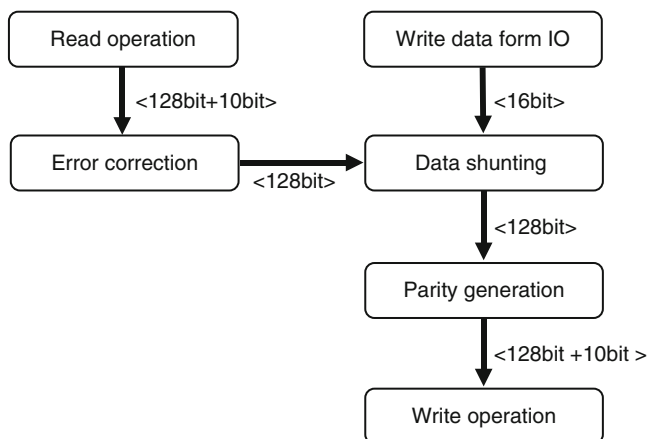 Read operation
Write data form IO
<128bit+10bit>
<16bit>
Error correction
Data shunting
<128bit>
<128bit>
Parity generation
<128bit +10bit >
Write operation